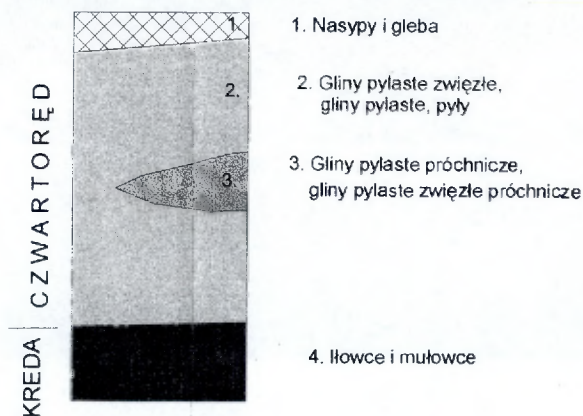 1. Nasypy i gleba
1.
2. Gliny pylaste zwięzłe,
gliny pylaste, pyły
2.
3. Gliny pylaste próchnicze,
gliny pylaste zwięzłe próchnicze
3.
4. Iłowce i mułowce
CZWARTORĘD
KREDA